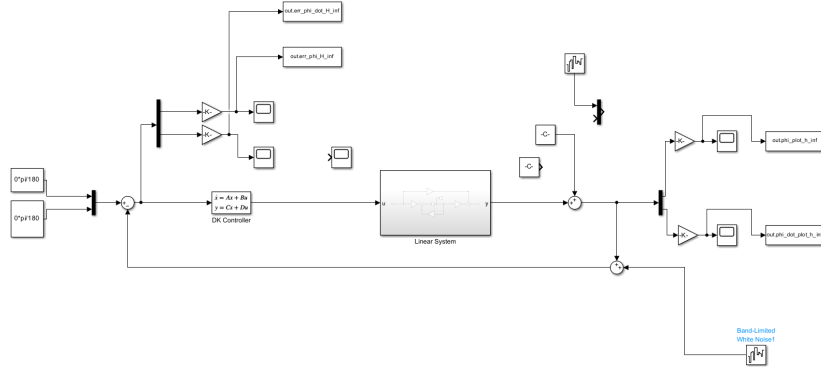 out.err_phi_dot_H_inf
out.err_phi_H_inf
-K-
-K-
-C-
-C-
-K-
out.phi_plot_h_inf
0*pi/180
0*pi/180
ẋ = Ax + Bu
y = Cx + Du
DK Controller
u
y
Linear System
-K-
out.phi_dot_plot_h_in
Band-Limited
White Noise1